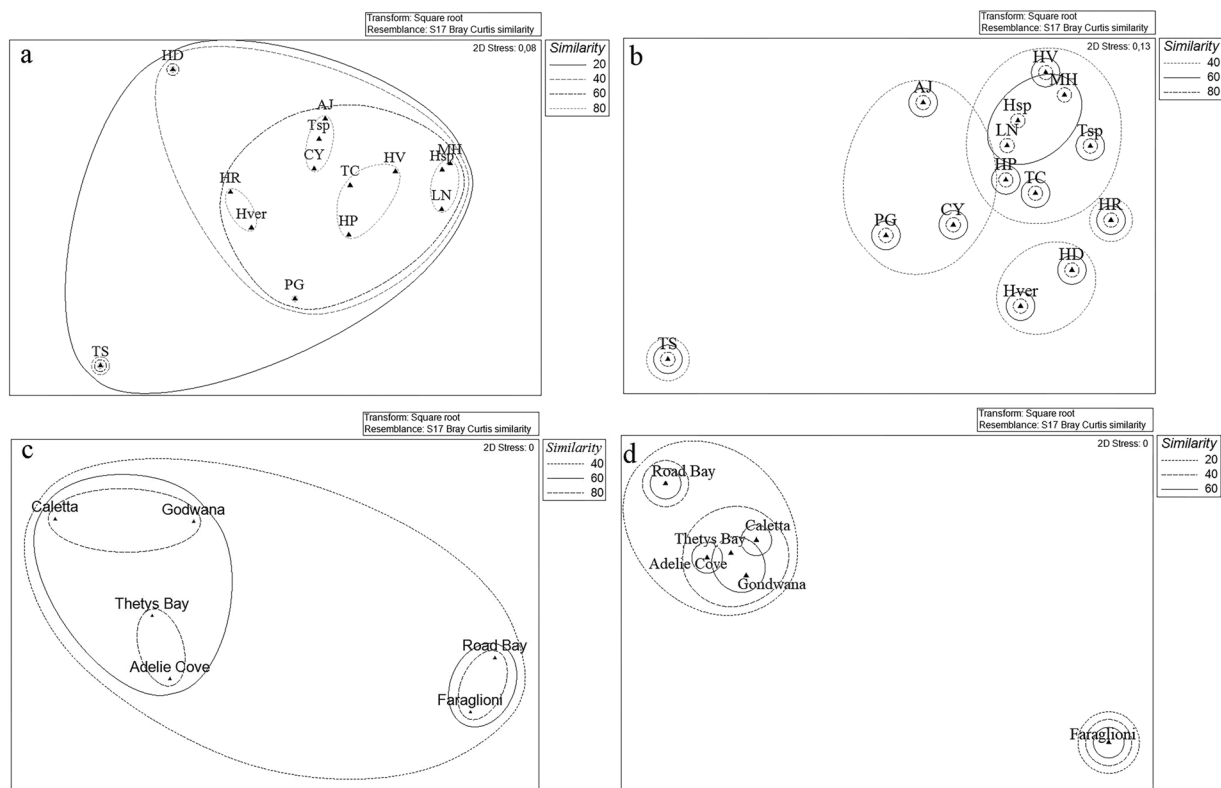 Transform: Square root
Resemblance: S17 Bray Curtis similarity
a
2D Stress: 0,08
Similarity
20
40
60
80
HD
AJ
Tsp
CY
TC
HV
Hsp
MH
LN
HR
Hver
HP
PG
TS
Transform: Square root
Resemblance: S17 Bray Curtis similarity
b
2D Stress: 0,13
Similarity
40
60
80
HV
MH
AJ
Hsp
LN
Tsp
HP
TC
HR
PG
CY
HD
Hver
TS
Transform: Square root
Resemblance: S17 Bray Curtis similarity
c
2D Stress: 0
Similarity
40
60
80
Caletta
Godwana
Thetys Bay
Adelie Cove
Road Bay
Faraglioni
Transform: Square root
Resemblance: S17 Bray Curtis similarity
d
2D Stress: 0
Similarity
20
40
60
Road Bay
Caletta
Thetys Bay
Adelie Cove
Gondwana
Faraglioni